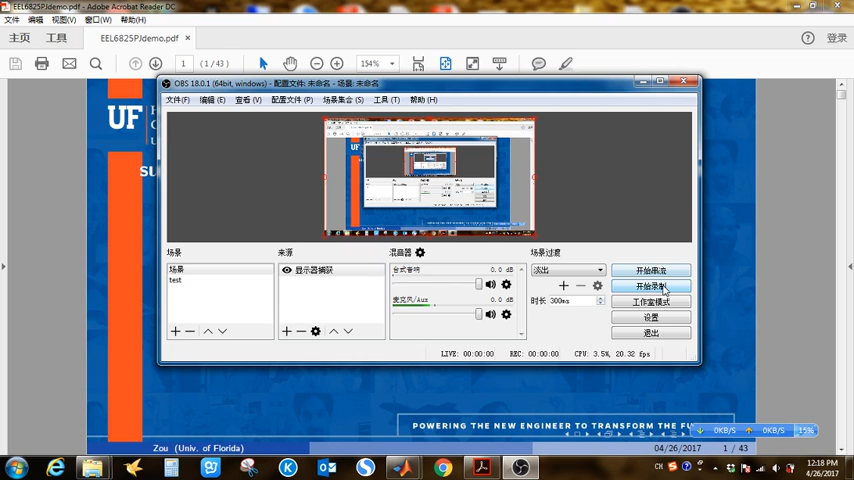 EEL6825PJdemo.pdf - Adobe Acrobat Reader DC
文件 编辑 视图(V) 窗口(W) 帮助(H)
主页 工具 EEL6825PJdemo.pdf × 登录
1 (1 / 43) 154%
OBS 18.0.1 (64bit, windows) - 配置文件: 未命名 - 场景: 未命名
文件(F) 编辑 (E) 查看 (V) 配置文件 (P) 场景集合 (S) 工具 (T) 帮助 (H)
UF
SU
场景 来源 混音器 场景过渡
场景
test
显示器捕获
台式音响 0.0 dB
麦克风/Aux 0.0 dB
淡出
时长 300ms
开始串流
开始录制
工作室模式
设置
退出
LIVE: 00:00:00 REC: 00:00:00 CPU: 3.5%, 20.32 fps
POWERING THE NEW ENGINEER TO TRANSFORM THE FU
0KB/S 0KB/S 15%
Zou (Univ. of Florida) 04/26/2017 1 / 43
CH 12:18 PM
4/26/2017